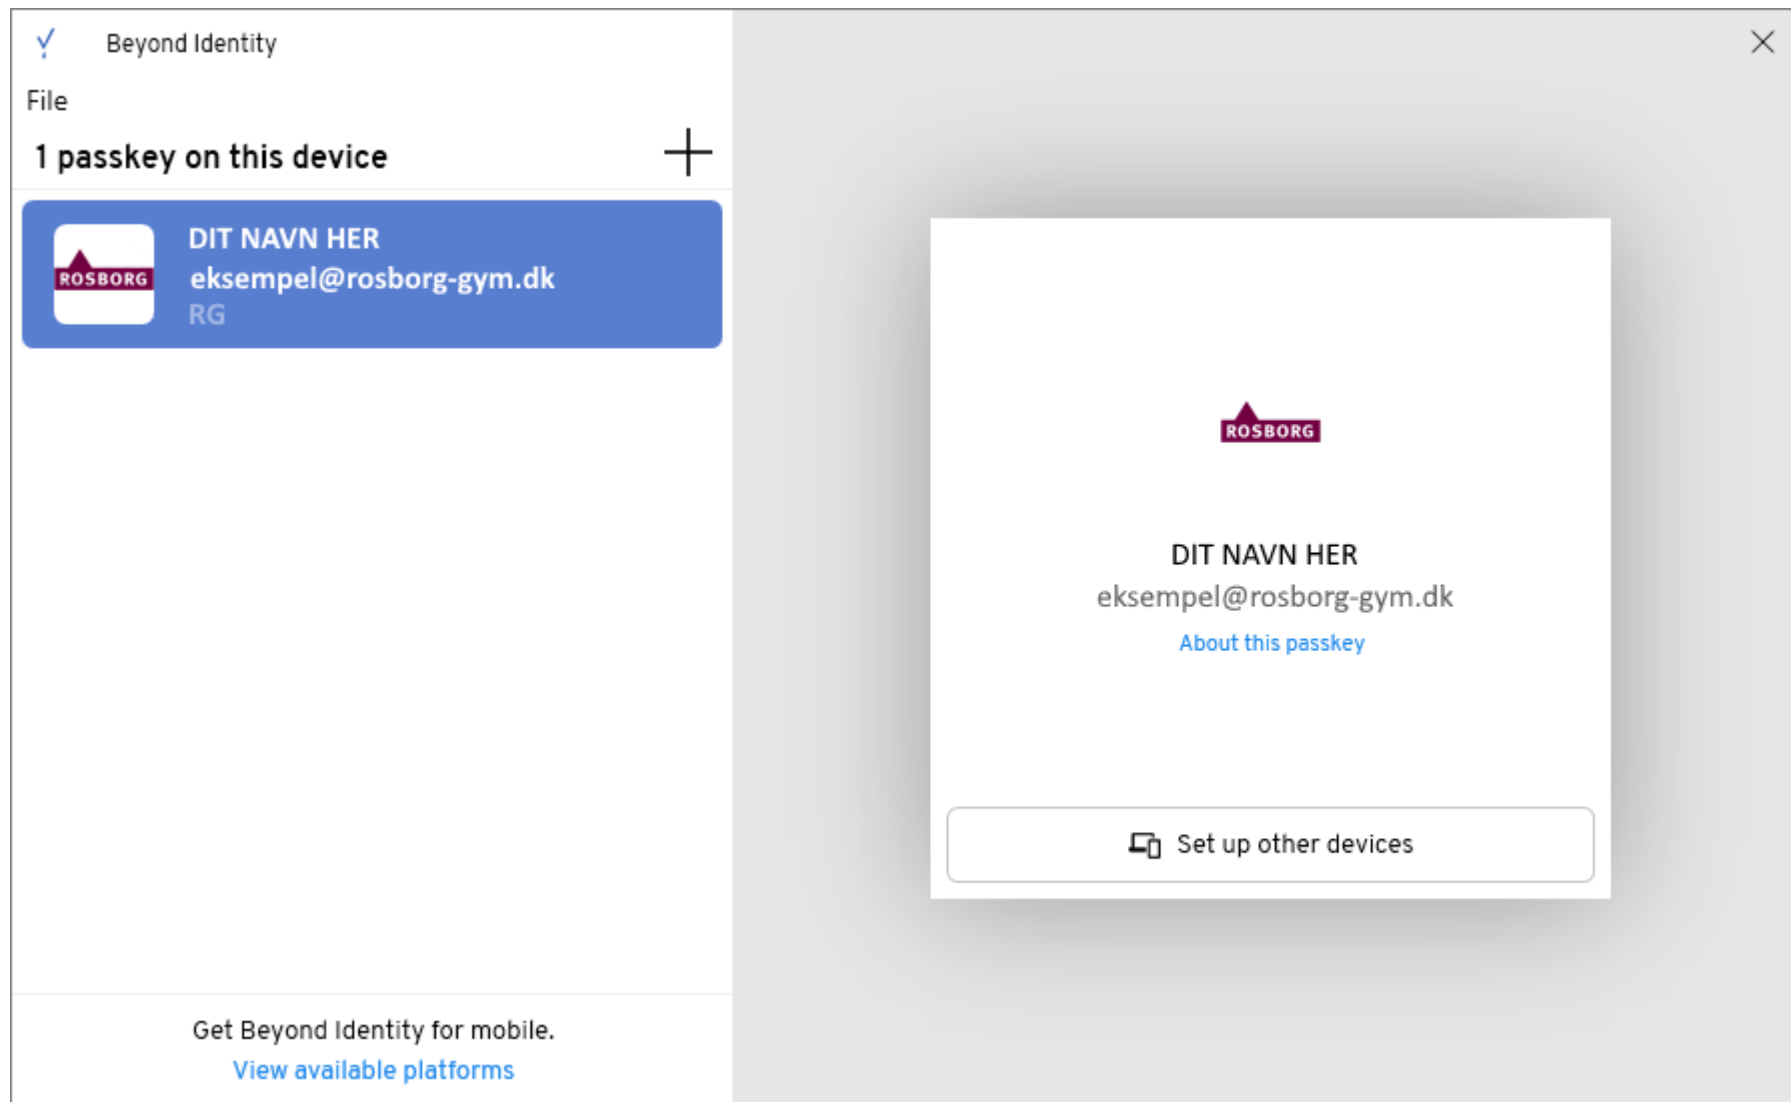 Beyond Identity
File
1 passkey on this device
ROSBORG
DIT NAVN HER
eksempel@rosborg-gym.dk
RG
Get Beyond Identity for mobile.
View available platforms
ROSBORG
DIT NAVN HER
eksempel@rosborg-gym.dk
About this passkey
Set up other devices